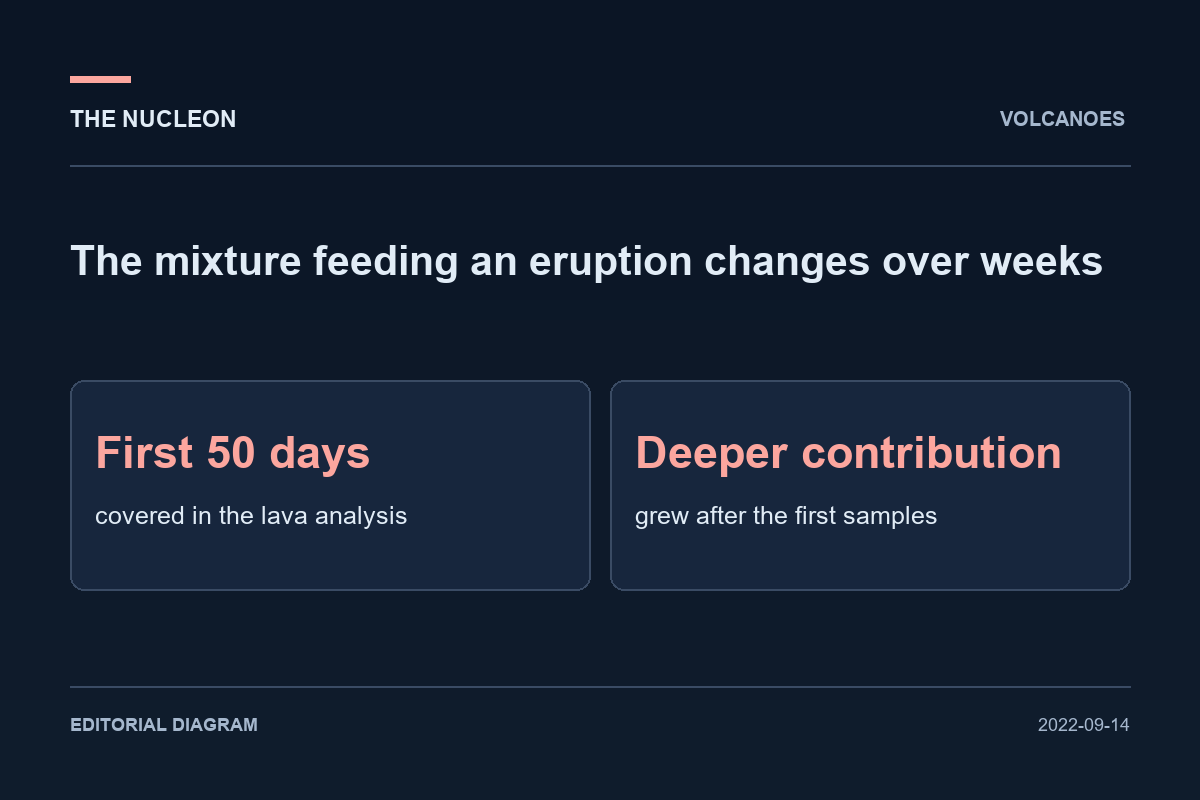 THE NUCLEON
VOLCANOES
The mixture feeding an eruption changes over weeks
First 50 days
covered in the lava analysis
Deeper contribution
grew after the first samples
EDITORIAL DIAGRAM
2022-09-14